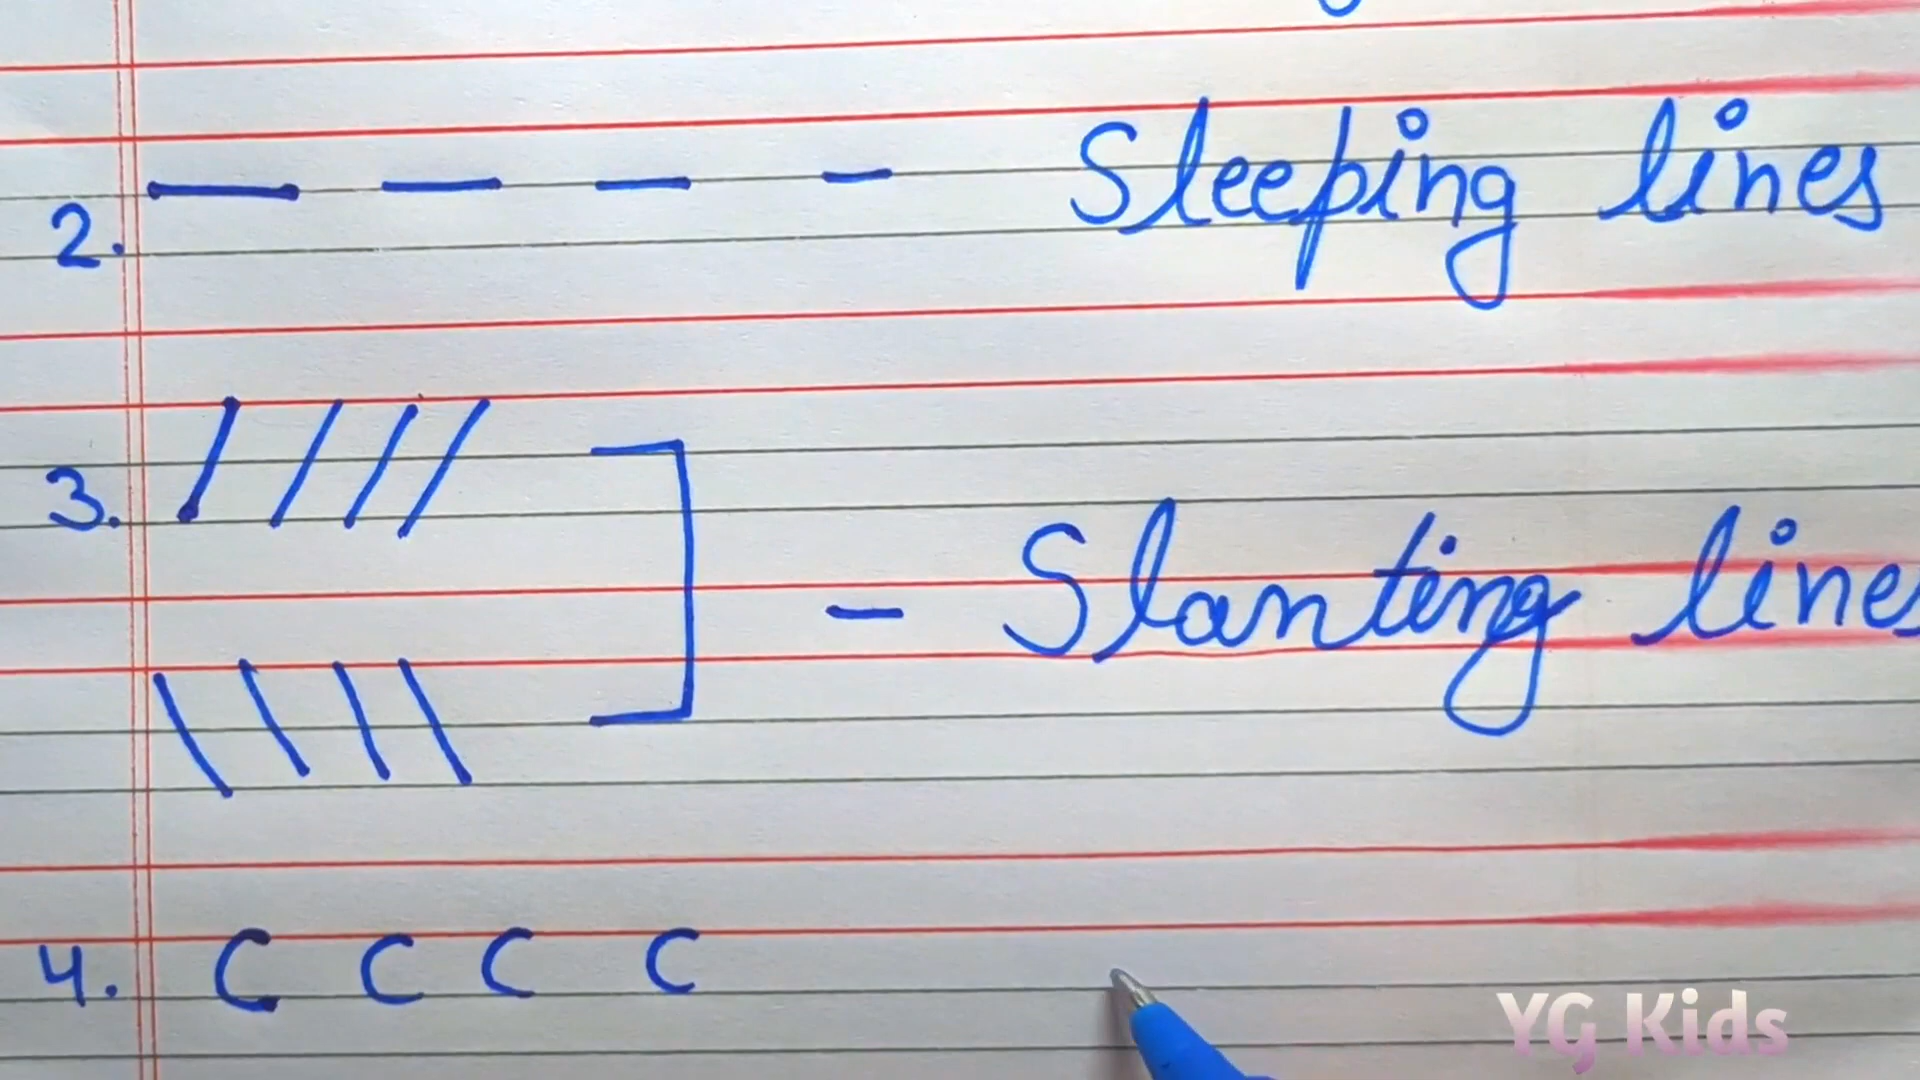 2. — — — — Sleeping lines
3. / / / /
\ \ \ \ - Slanting lines
4. C C C C
YG Kids